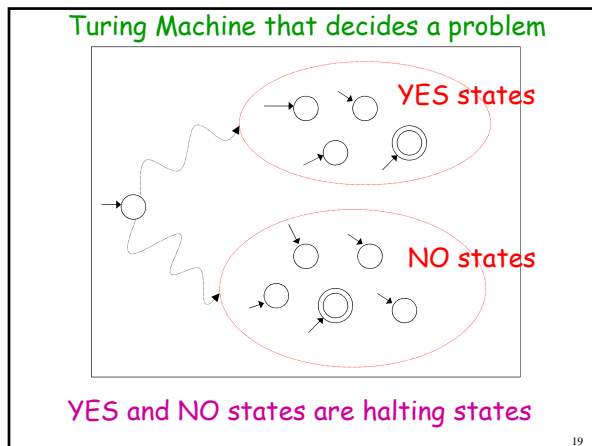 Turing Machine that decides a problem
YES states
NO states
YES and NO states are halting states
19